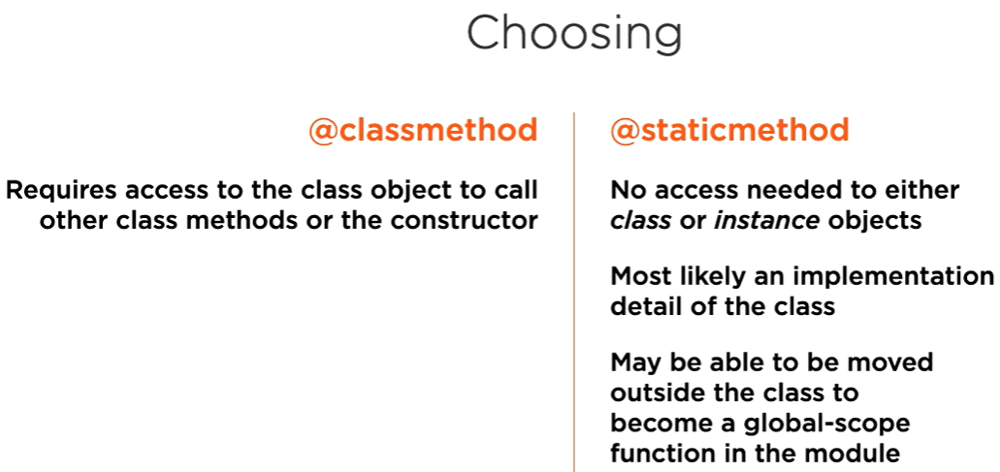 Choosing
@classmethod
Requires access to the class object to call
other class methods or the constructor
@staticmethod
No access needed to either
class or instance objects
Most likely an implementation
detail of the class
May be able to be moved
outside the class to
become a global-scope
function in the module